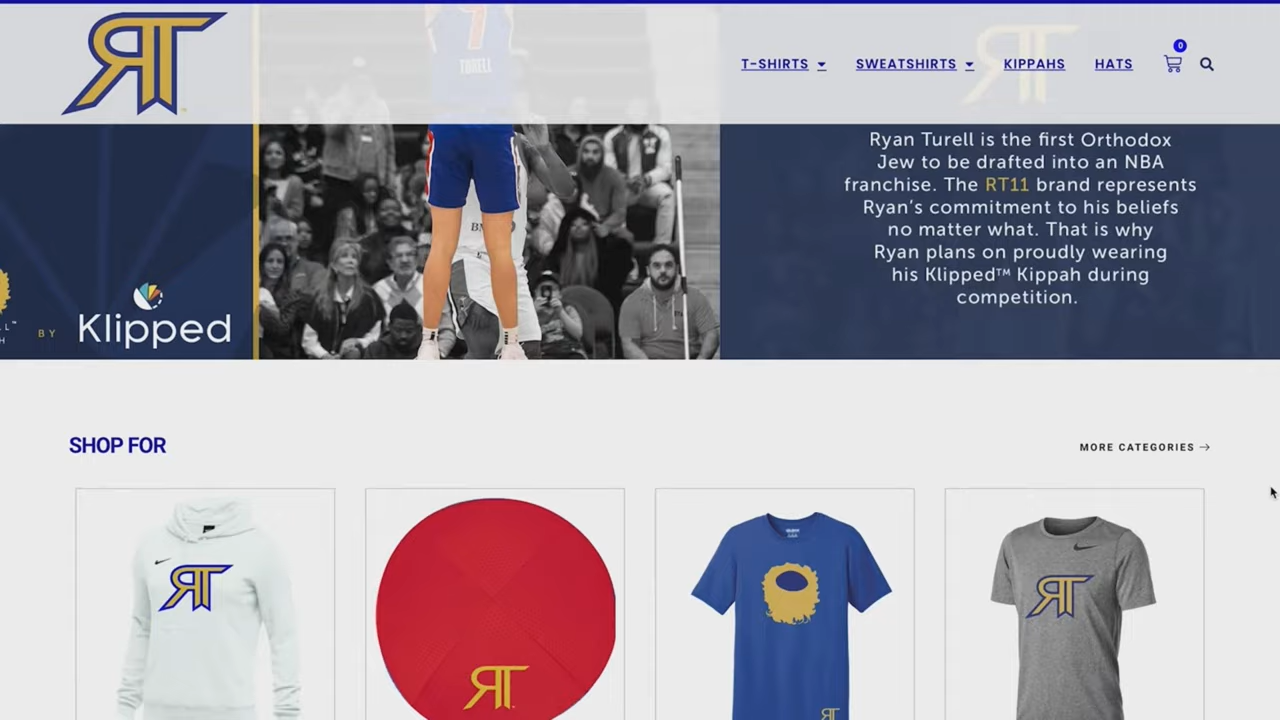 RT
T-SHIRTS
SWEATSHIRTS
KIPPAHS
HATS
0
1
TURELL
Ryan Turell is the first Orthodox
Jew to be drafted into an NBA
franchise. The RT11 brand represents
Ryan's commitment to his beliefs
no matter what. That is why
Ryan plans on proudly wearing
his Klipped™ Kippah during
competition.
BY
Klipped
SHOP FOR
MORE CATEGORIES →
RT
RT
RT
RT